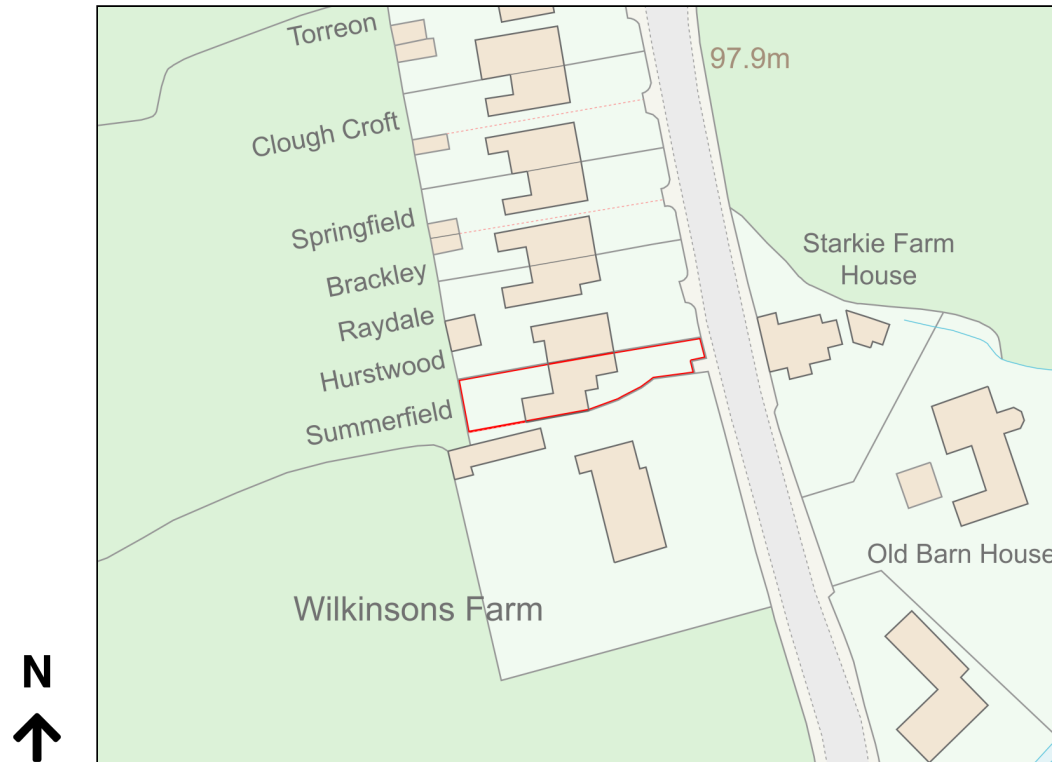 Torreon
97.9m
Clough Croft
Springfield
Starkie Farm
House
Brackley
Raydale
Hurstwood
Summerfield
Old Barn House
Wilkinsons Farm
N